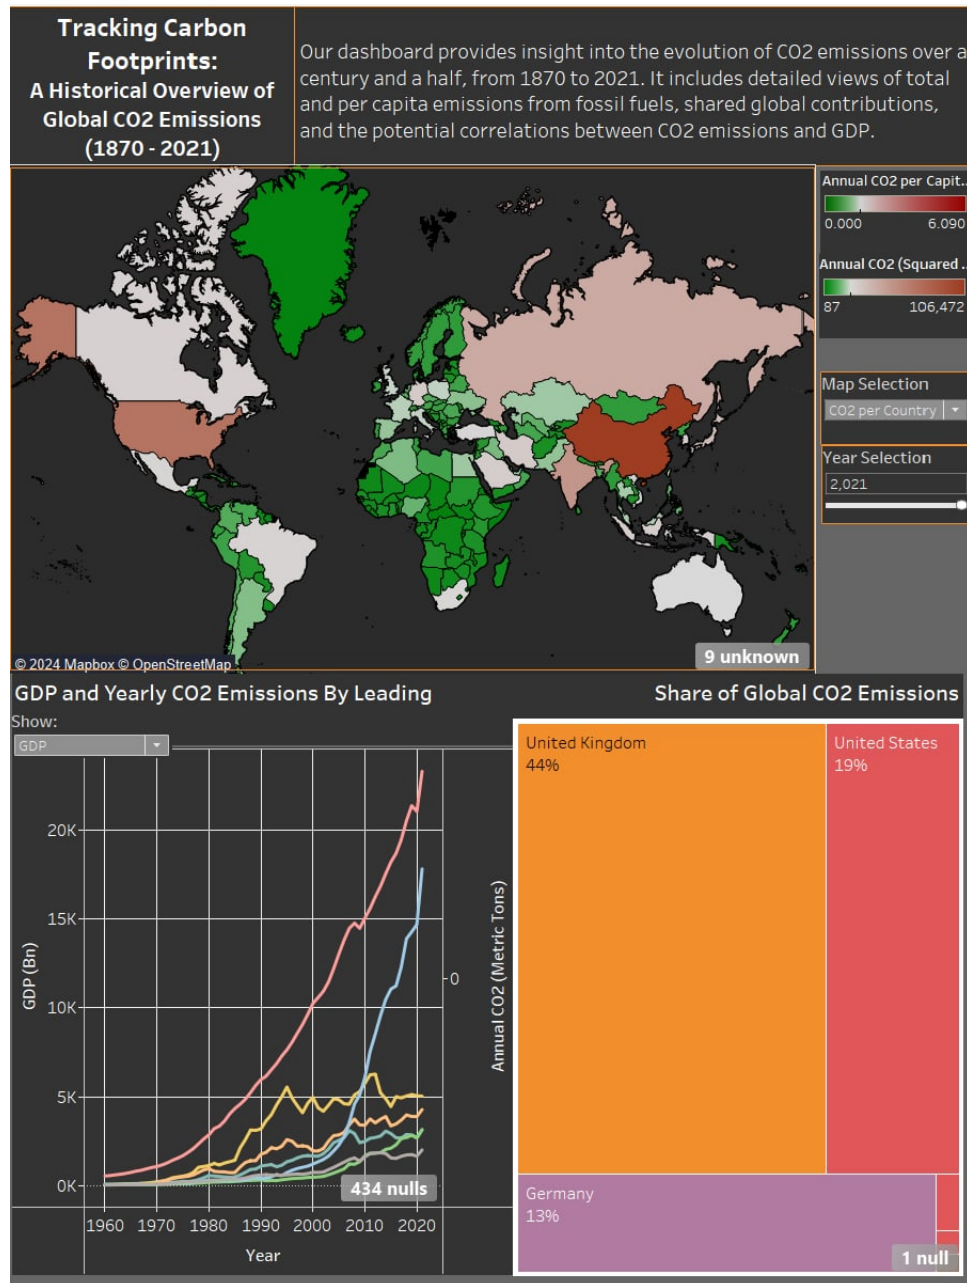 Tracking Carbon
Footprints:
A Historical Overview of
Global CO2 Emissions
(1870 - 2021)
Our dashboard provides insight into the evolution of CO2 emissions over a
century and a half, from 1870 to 2021. It includes detailed views of total
and per capita emissions from fossil fuels, shared global contributions,
and the potential correlations between CO2 emissions and GDP.
Annual CO2 per Capit..
0.000 6.090
Annual CO2 (Squared ..
87 106,472
Map Selection
CO2 per Country
Year Selection
2,021
© 2024 Mapbox © OpenStreetMap
9 unknown
GDP and Yearly CO2 Emissions By Leading
Show:
GDP
GDP (Bn)
20K
15K
10K
5K
0K
0
Annual CO2 (Metric Tons)
434 nulls
1960 1970 1980 1990 2000 2010 2020
Year
Share of Global CO2 Emissions
United Kingdom
44%
United States
19%
Germany
13%
1 null